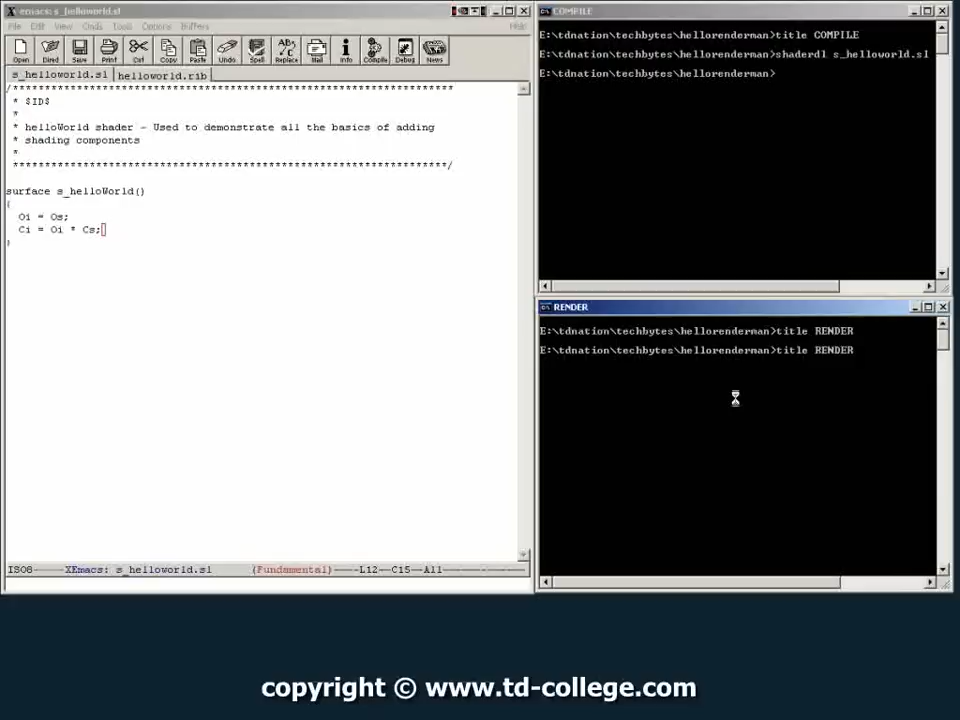 emacs: s_helloworld.sl
File Edit View Cmds Tools Options Buffers Help
Open Dired Save Print Cut Copy Paste Undo Spell Replace Mail Info Compile Debug News
s_helloworld.sl hellorenderman.rib
/*********************************************************************
* $ID$
*
* helloWorld shader - Used to demonstrate all the basics of adding
* shading components
*
********************************************************************/
surface s_helloWorld()
{
Oi = Os;
Ci = Oi * Cs;
}
ISO8-----XEmacs: s_helloworld.sl (Fundamental)----L12--C15--All
COMPILE
E:\tdnation\techbytes\hellorenderman>title COMPILE
E:\tdnation\techbytes\hellorenderman>shaderdl s_helloworld.sl
E:\tdnation\techbytes\hellorenderman>
RENDER
E:\tdnation\techbytes\hellorenderman>title RENDER
E:\tdnation\techbytes\hellorenderman>title RENDER
copyright © www.td-college.com